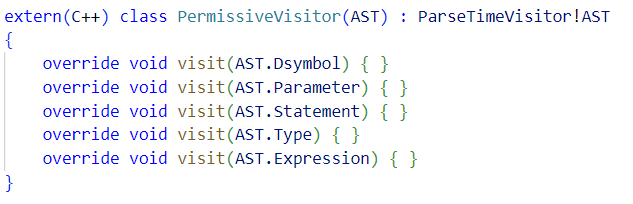 extern(C++) class PermissiveVisitor(AST) : ParseTimeVisitor!AST
{
    override void visit(AST.Dsymbol) { }
    override void visit(AST.Parameter) { }
    override void visit(AST.Statement) { }
    override void visit(AST.Type) { }
    override void visit(AST.Expression) { }
}